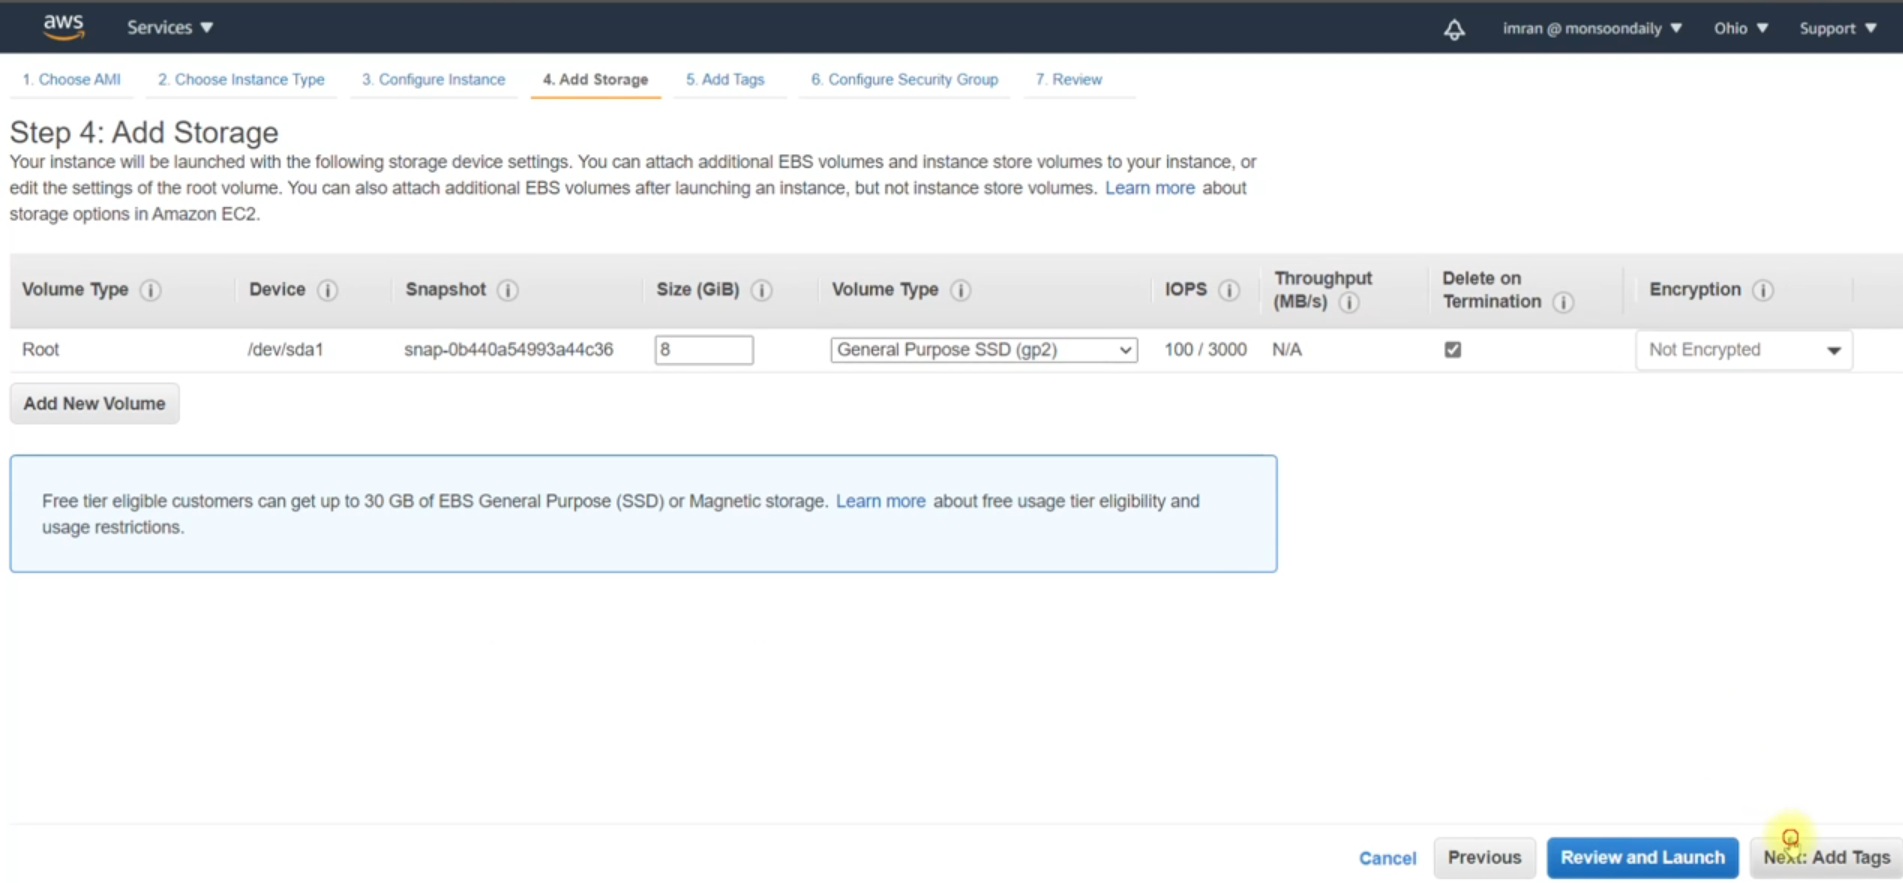 aws Services imran @ monsoondaily Ohio Support
1. Choose AMI 2. Choose Instance Type 3. Configure Instance 4. Add Storage 5. Add Tags 6. Configure Security Group 7. Review
Step 4: Add Storage
Your instance will be launched with the following storage device settings. You can attach additional EBS volumes and instance store volumes to your instance, or
edit the settings of the root volume. You can also attach additional EBS volumes after launching an instance, but not instance store volumes. Learn more about
storage options in Amazon EC2.
Volume Type i Device i Snapshot i Size (GiB) i Volume Type i IOPS i Throughput (MB/s) i Delete on Termination i Encryption i
Root /dev/sda1 snap-0b440a54993a44c36 8 General Purpose SSD (gp2) 100 / 3000 N/A Not Encrypted
Add New Volume
Free tier eligible customers can get up to 30 GB of EBS General Purpose (SSD) or Magnetic storage. Learn more about free usage tier eligibility and
usage restrictions.
Cancel Previous Review and Launch Next: Add Tags